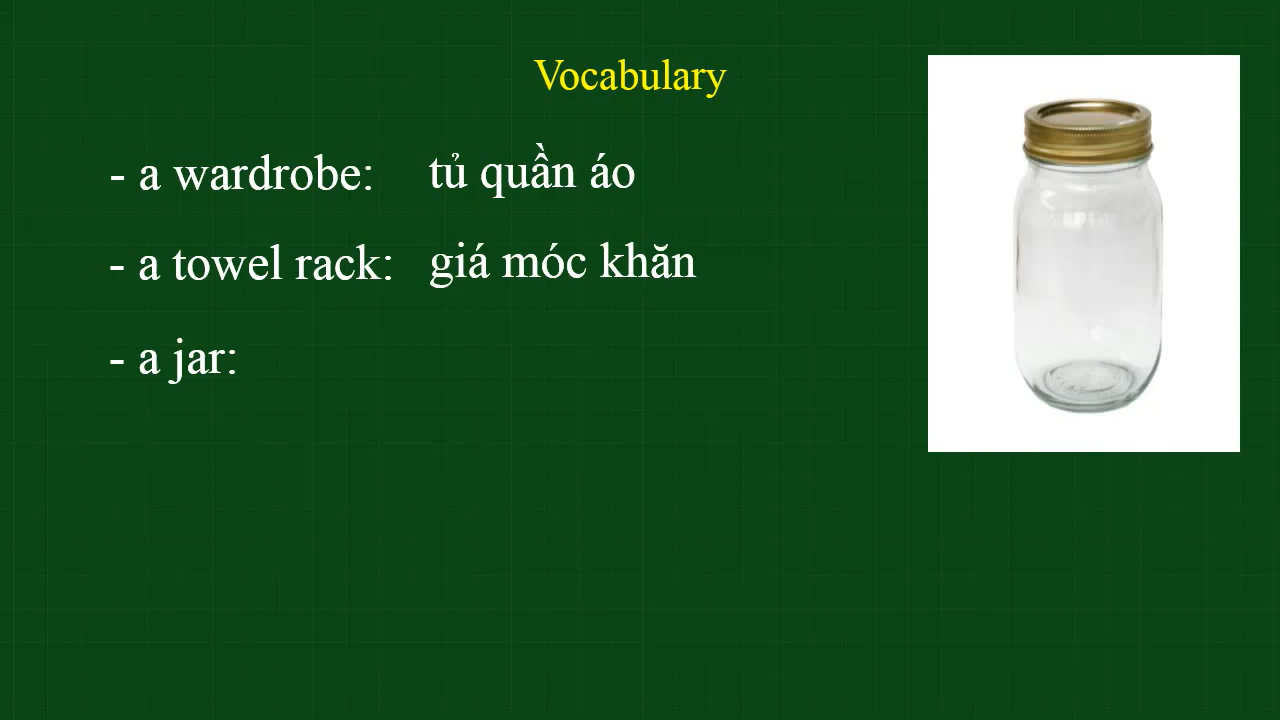 Vocabulary
- a wardrobe: tủ quần áo
- a towel rack: giá móc khăn
- a jar: